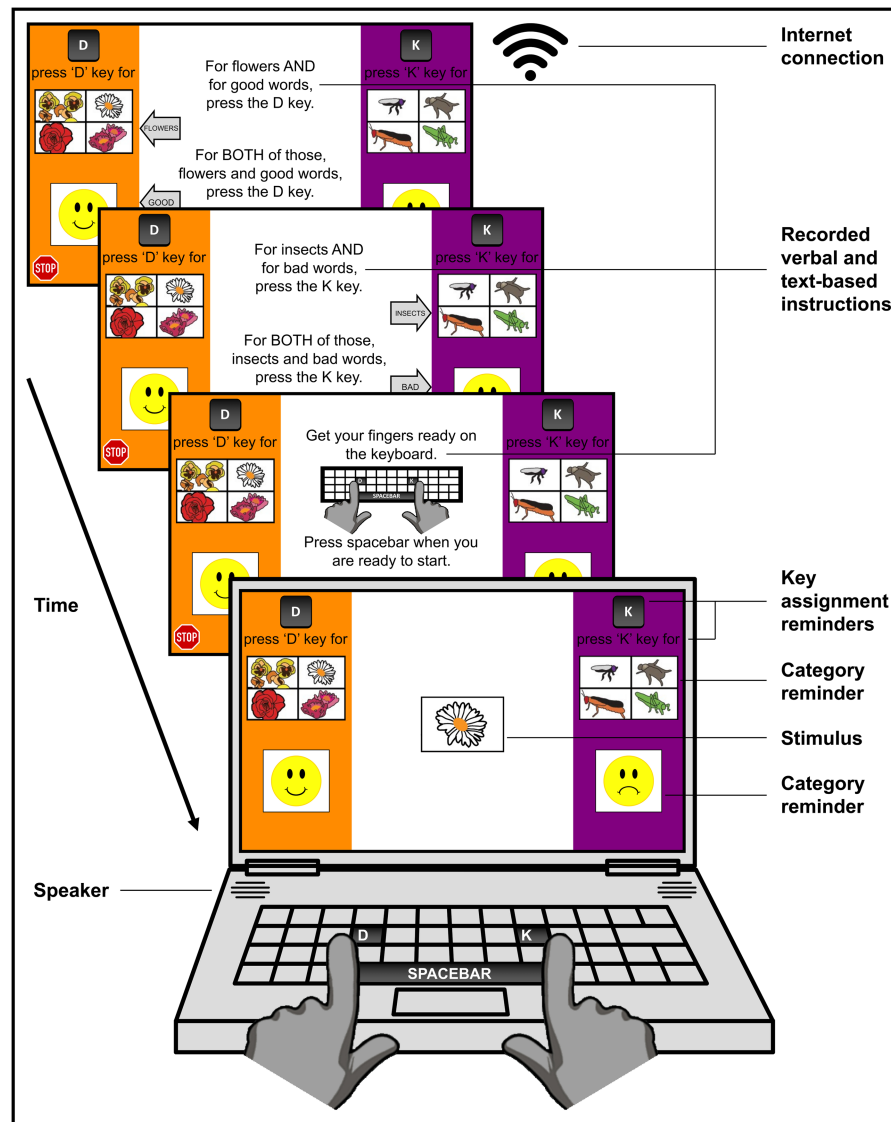 D
press 'D' key for
For flowers AND
for good words,
press the D key.
FLOWERS
For BOTH of those,
flowers and good words,
press the D key.
GOOD
K
press 'K' key for
STOP
Internet
connection
D
press 'D' key for
For insects AND
for bad words,
press the K key.
INSECTS
For BOTH of those,
insects and bad words,
press the K key.
BAD
K
press 'K' key for
STOP
Recorded
verbal and
text-based
instructions
D
press 'D' key for
Get your fingers ready on
the keyboard.
D
K
SPACEBAR
Press spacebar when you
are ready to start.
K
press 'K' key for
STOP
Time
D
press 'D' key for
K
press 'K' key for
Key
assignment
reminders
Category
reminder
Stimulus
Category
reminder
Speaker
D
K
SPACEBAR